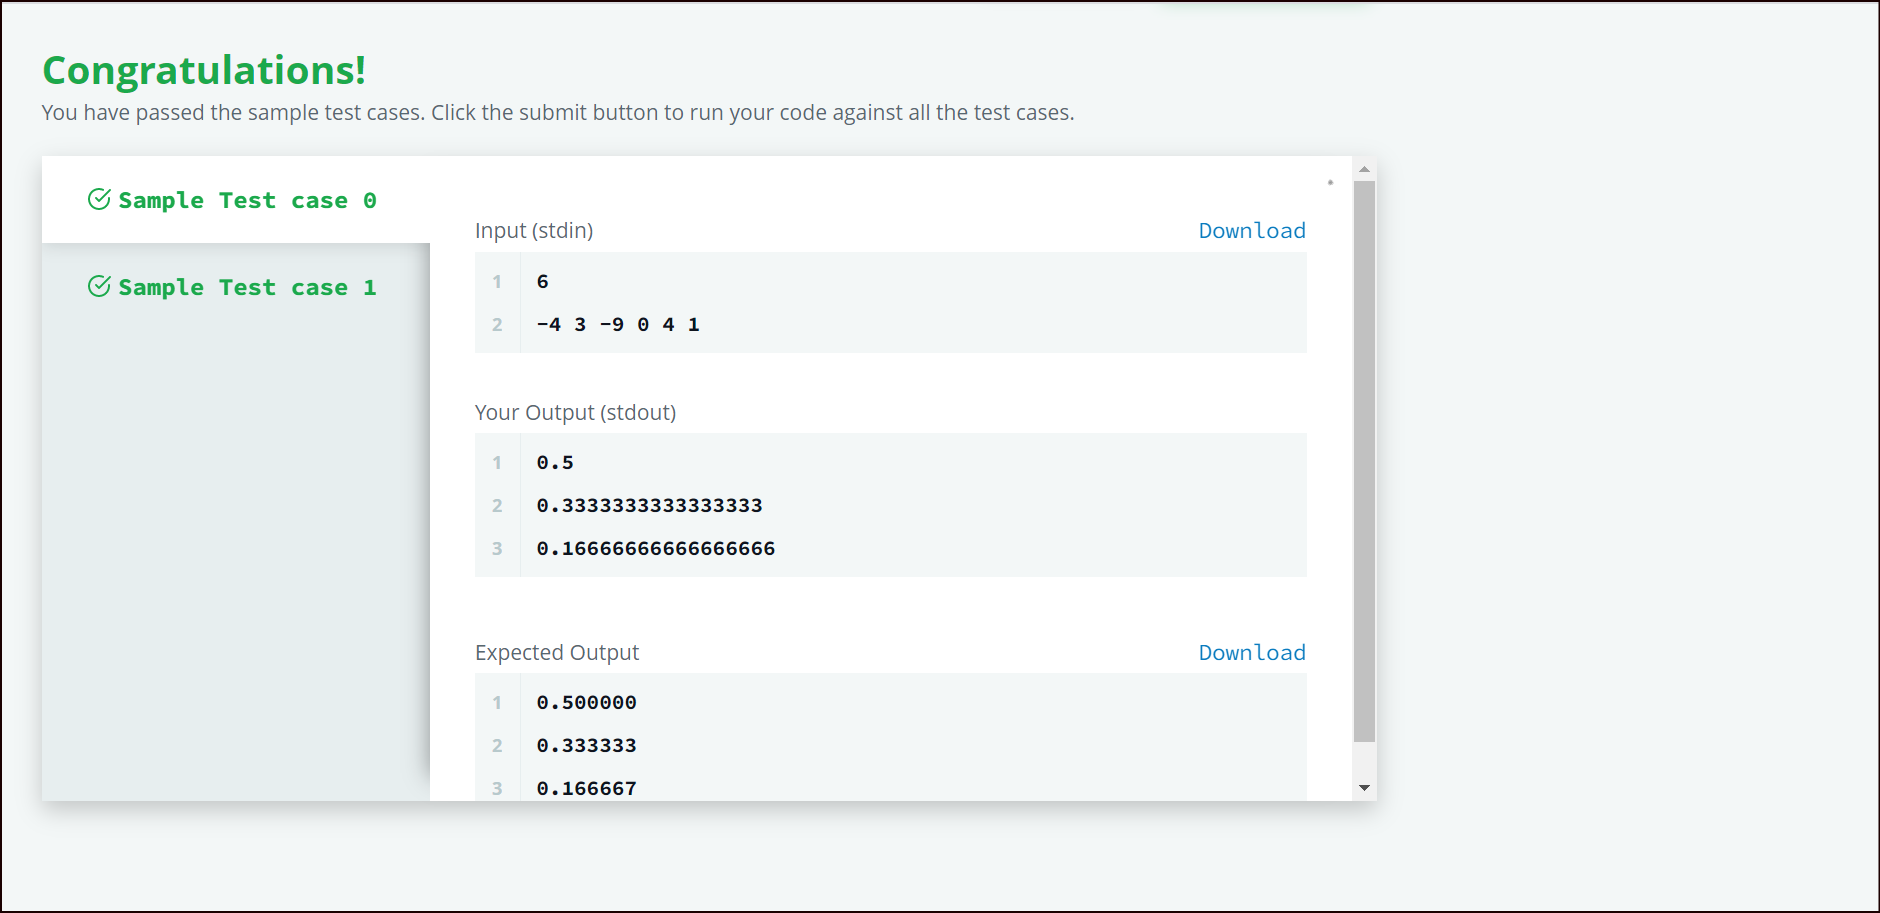 Congratulations!
You have passed the sample test cases. Click the submit button to run your code against all the test cases.
Sample Test case 0
Sample Test case 1
Input (stdin)
Download
1 6
2 -4 3 -9 0 4 1
Your Output (stdout)
1 0.5
2 0.3333333333333333
3 0.16666666666666666
Expected Output
Download
1 0.500000
2 0.333333
3 0.166667